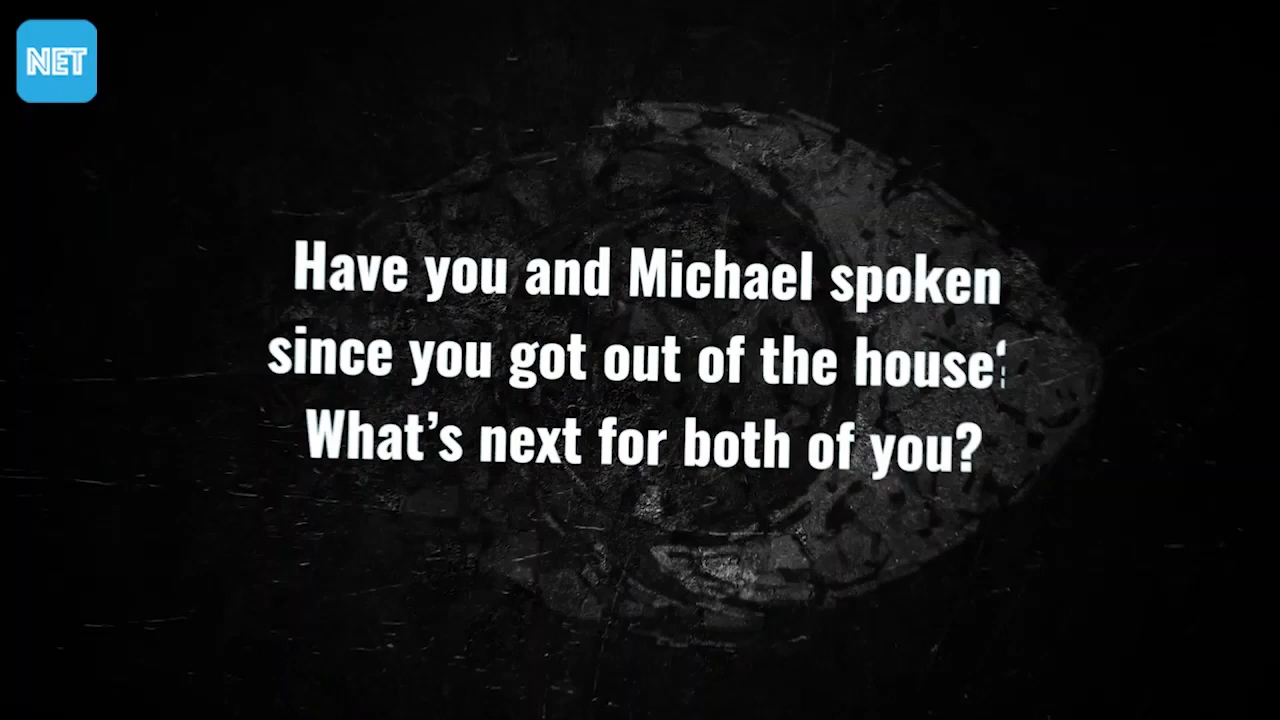 NET
Have you and Michael spoken
since you got out of the house?
What's next for both of you?